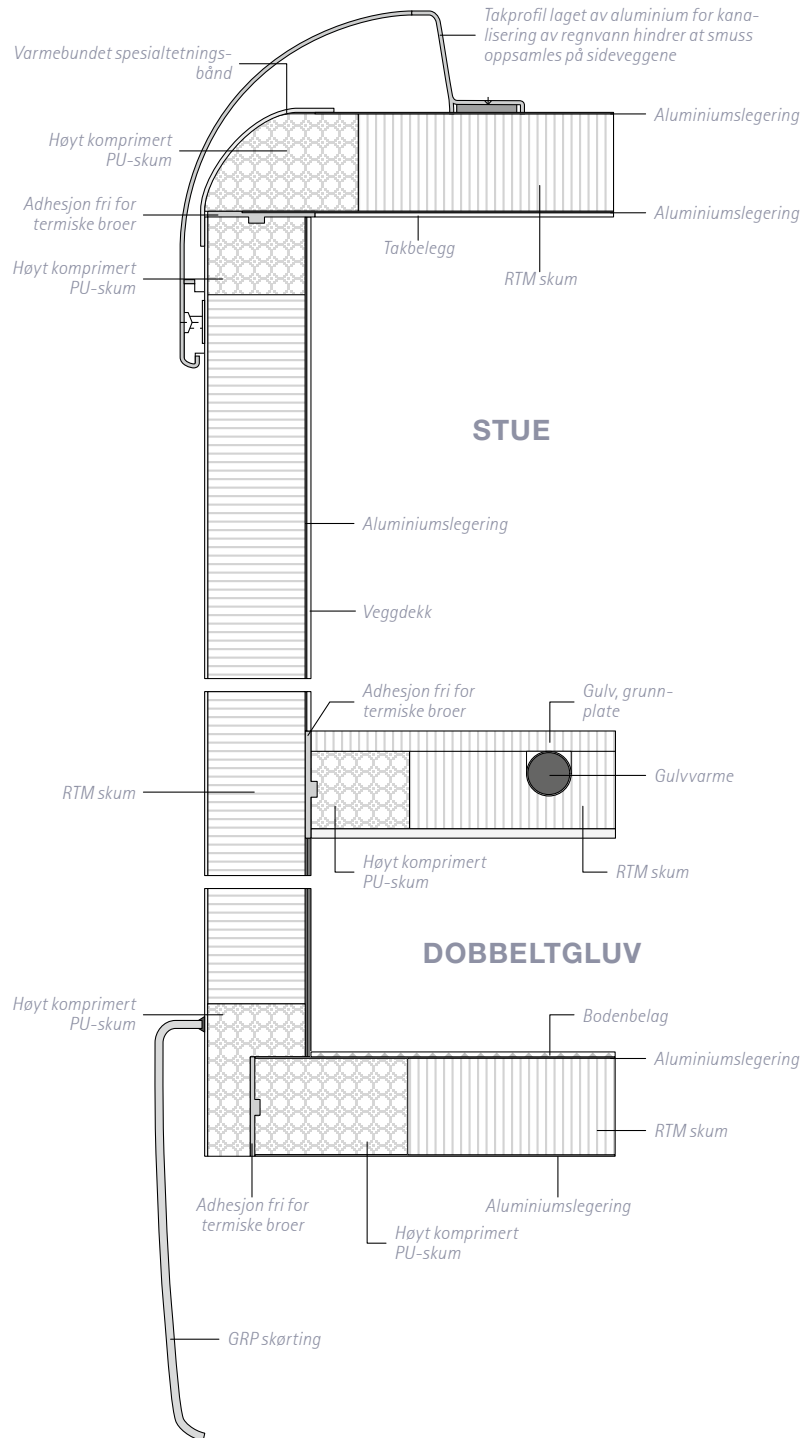 Takprofil laget av aluminium for kana-
lisering av regnvann hindrer at smuss
oppsamles på sideveggene
Varmebundet spesialtetnings-
bånd
Aluminiumslegering
Høyt komprimert
PU-skum
Adhesjon fri for
termiske broer
Aluminiumslegering
Takbelegg
Høyt komprimert
PU-skum
RTM skum
STUE
Aluminiumslegering
Veggdekk
Adhesjon fri for
termiske broer
Gulv, grunn-
plate
RTM skum
Gulvvarme
Høyt komprimert
PU-skum
RTM skum
DOBBELTGLUV
Høyt komprimert
PU-skum
Bodenbelag
Aluminiumslegering
RTM skum
Adhesjon fri for
termiske broer
Aluminiumslegering
Høyt komprimert
PU-skum
GRP skørting